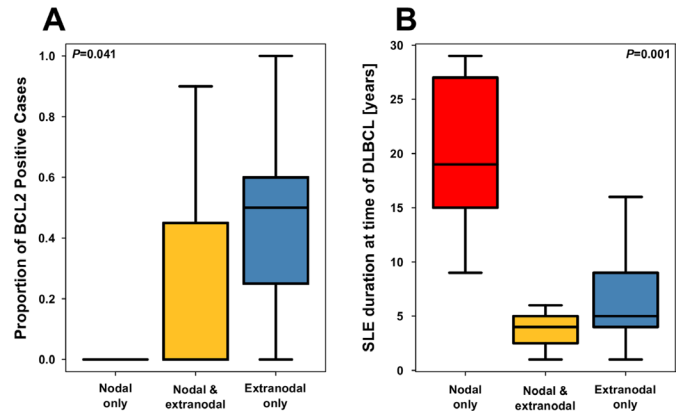 A
Proportion of BCL2 Positive Cases
P=0.041
1.0
0.8
0.6
0.4
0.2
0.0
Nodal
only
Nodal &
extranodal
Extranodal
only
B
SLE duration at time of DLBCL [years]
P=0.001
30
25
20
15
10
5
0
Nodal
only
Nodal &
extranodal
Extranodal
only